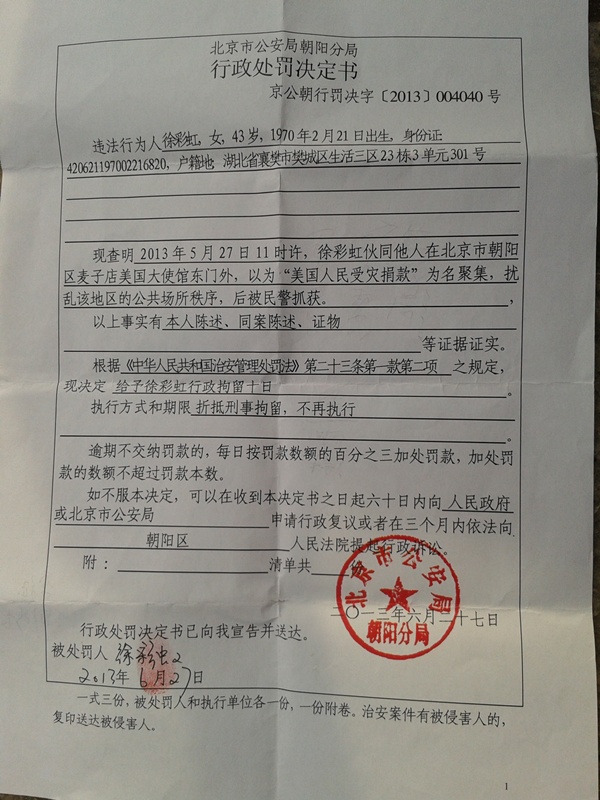 北京市公安局朝阳分局
行政处罚决定书
京公朝行罚决字〔2013〕004040号
违法行为人徐彩虹,女,43岁,1970年2月21日出生,身份证
420621197002216820,户籍地:湖北省襄樊市樊城区生活三区23栋3单元301号
现查明2013年5月27日11时许,徐彩虹伙同他人在北京市朝阳
区麦子店美国大使馆东门外,以为“美国人民受灾捐款”为名聚集,扰
乱该地区的公共场所秩序,后被民警抓获。,
以上事实有本人陈述、同案陈述、证物
等证据证实。
根据《中华人民共和国治安管理处罚法》第二十三条第一款第二项 之规定,
现决定 给予徐彩虹行政拘留十日。
执行方式和期限 折抵刑事拘留,不再执行
。
逾期不交纳罚款的,每日按罚款数额的百分之三加处罚款,加处罚
款的数额不超过罚款本数。
如不服本决定,可以在收到本决定书之日起六十日内向 人民政府
或北京市公安局 申请行政复议或者在三个月内依法向
朝阳区 人民法院提起行政诉讼。
附: 清单共 份
北京市公安局
朝阳分局
二〇一三年六月二十七日
行政处罚决定书已向我宣告并送达。
被处罚人 徐彩虹
2013年6月27日
一式三份,被处罚人和执行单位各一份,一份附卷。治安案件有被侵害人的,
复印送达被侵害人。
1